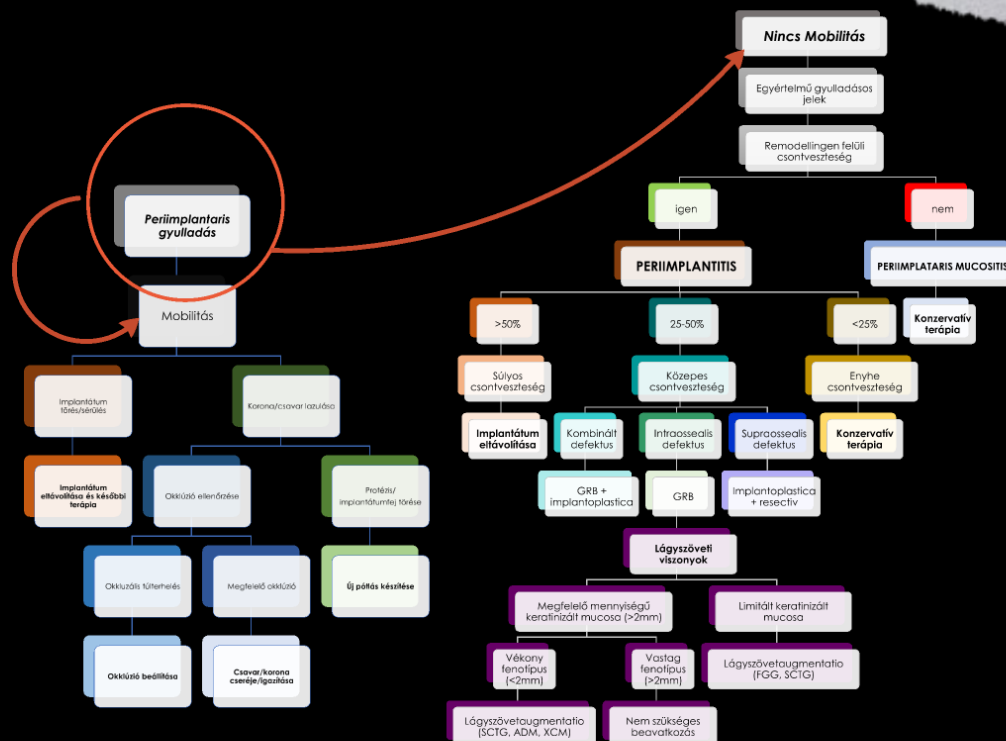 Periimplantaris
gyulladás
Mobilitás
Implantátum
törés/sérülés
Korona/csavar lazulása
Implantátum
eltávolítása és későbbi
terápia
Okklúzió ellenőrzése
Protézis/
implantátumfej törése
Okkluzális túlterhelés
Megfelelő okklúzió
Új pótlás készítése
Okklúzió beállítása
Csavar/korona
cseréje/igazítása
Nincs Mobilitás
Egyértelmű gyulladásos
jelek
Remodellingen felüli
csontveszteség
igen
nem
PERIIMPLANTITIS
PERIIMPLATARIS MUCOSITIS
>50%
25-50%
<25%
Konzervatív
terápia
Súlyos
csontveszteség
Közepes
csontveszteség
Enyhe
csontveszteség
Implantátum
eltávolítása
Kombinált
defektus
Intraossealis
defektus
Supraossealis
defektus
Konzervatív
terápia
GRB +
implantoplastica
GRB
Implantoplastica
+ resectiv
Lágyszöveti
viszonyok
Megfelelő mennyiségű
keratinizált mucosa (>2mm)
Limitált keratinizált
mucosa
Vékony
fenotípus
(<2mm)
Vastag
fenotípus
(>2mm)
Lágyszövetaugmentatio
(FGG, SCTG)
Lágyszövetaugmentatio
(SCTG, ADM, XCM)
Nem szükséges
beavatkozás